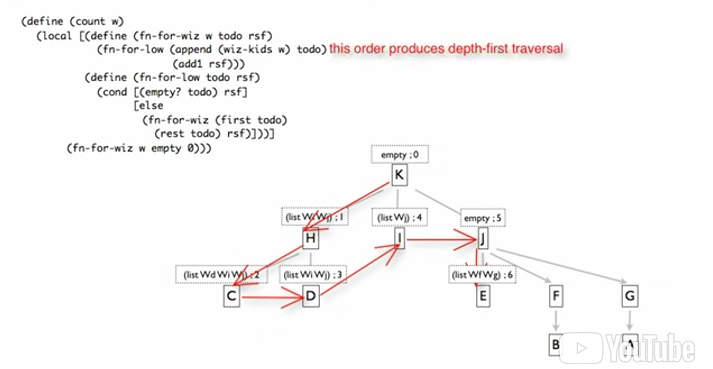 (define (count w)
(local [(define (fn-for-wiz w todo rsf)
(fn-for-low (append (wiz-kids w) todo) this order produces depth-first traversal
(add1 rsf)))
(define (fn-for-low todo rsf)
(cond [(empty? todo) rsf]
[else
(fn-for-wiz (first todo)
(rest todo) rsf)]))]
(fn-for-wiz w empty 0)))
empty ; 0
K
(list Wi Wj) ; 1
(list Wj) ; 4
empty ; 5
H
I
J
(list Wd Wi Wj) ; 2
(list Wi Wj) ; 3
(list Wf Wg) ; 6
C
D
E
F
G
B
A
YouTube